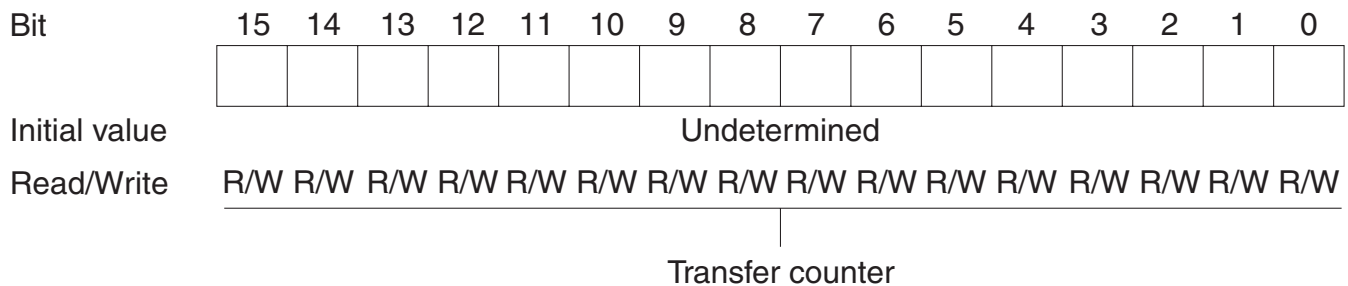 Bit 15 14 13 12 11 10 9 8 7 6 5 4 3 2 1 0
Initial value Undetermined
Read/Write R/W R/W R/W R/W R/W R/W R/W R/W R/W R/W R/W R/W R/W R/W R/W R/W
Transfer counter